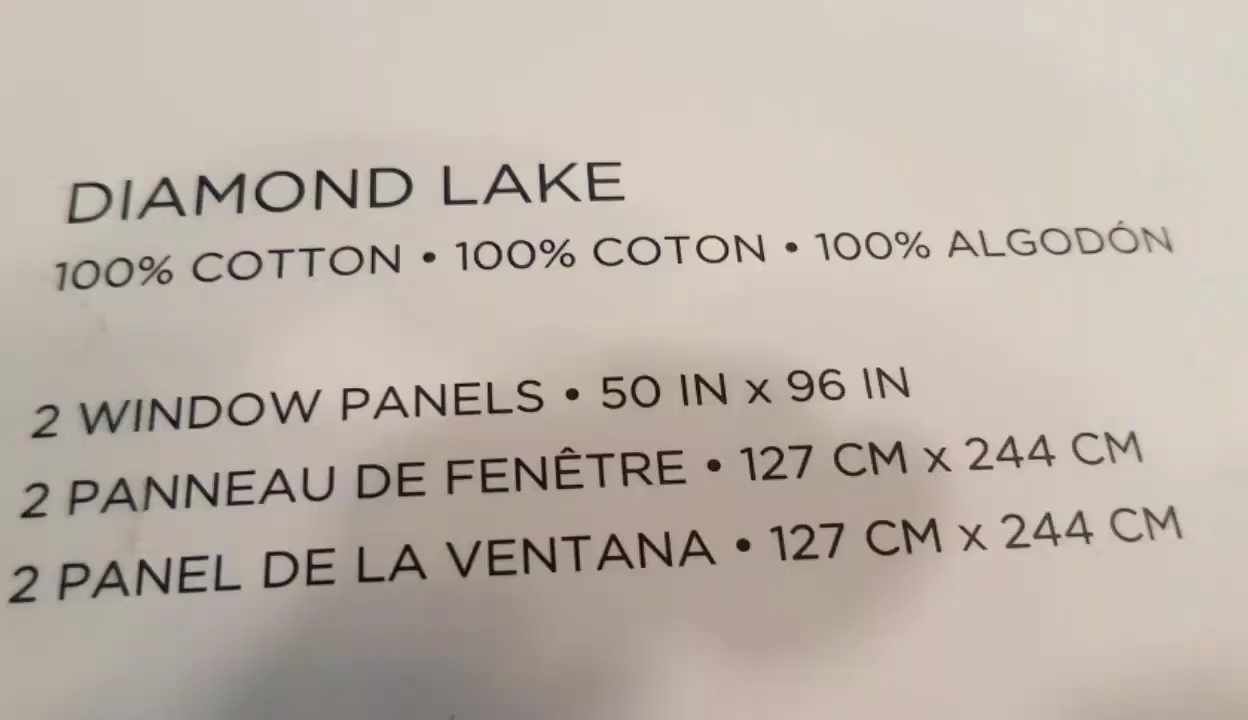 DIAMOND LAKE
100% COTTON • 100% COTON • 100% ALGODÓN
2 WINDOW PANELS • 50 IN x 96 IN
2 PANNEAU DE FENÊTRE • 127 CM x 244 CM
2 PANEL DE LA VENTANA • 127 CM x 244 CM